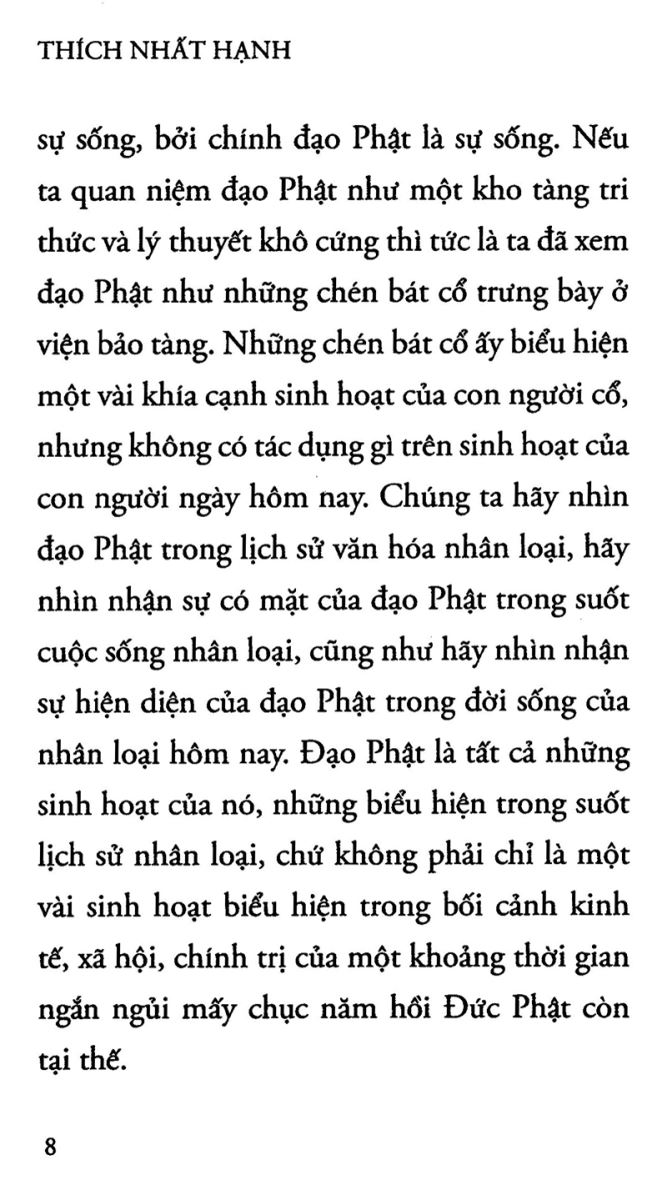 THÍCH NHẤT HẠNH
sự sống, bởi chính đạo Phật là sự sống. Nếu
ta quan niệm đạo Phật như một kho tàng tri
thức và lý thuyết khô cứng thì tức là ta đã xem
đạo Phật như những chén bát cổ trưng bày ở
viện bảo tàng. Những chén bát cổ ấy biểu hiện
một vài khía cạnh sinh hoạt của con người cổ,
nhưng không có tác dụng gì trên sinh hoạt của
con người ngày hôm nay. Chúng ta hãy nhìn
đạo Phật trong lịch sử văn hóa nhân loại, hãy
nhìn nhận sự có mặt của đạo Phật trong suốt
cuộc sống nhân loại, cũng như hãy nhìn nhận
sự hiện diện của đạo Phật trong đời sống của
nhân loại hôm nay. Đạo Phật là tất cả những
sinh hoạt của nó, những biểu hiện trong suốt
lịch sử nhân loại, chứ không phải chỉ là một
vài sinh hoạt biểu hiện trong bối cảnh kinh
tế, xã hội, chính trị của một khoảng thời gian
ngắn ngủi mấy chục năm hồi Đức Phật còn
tại thế.
8